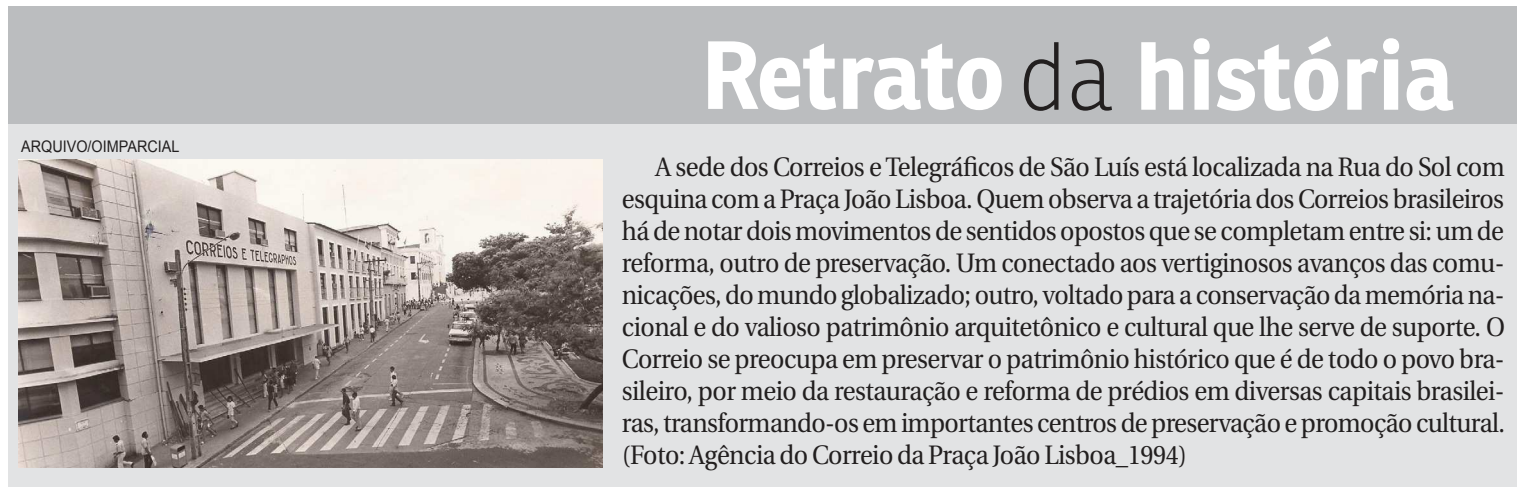 Retrato da história
ARQUIVO/OIMPARCIAL
CORREIOS E TELEGRAPHOS
A sede dos Correios e Telegráficos de São Luís está localizada na Rua do Sol com
esquina com a Praça João Lisboa. Quem observa a trajetória dos Correios brasileiros
há de notar dois movimentos de sentidos opostos que se completam entre si: um de
reforma, outro de preservação. Um conectado aos vertiginosos avanços das comu-
nicações, do mundo globalizado; outro, voltado para a conservação da memória na-
cional e do valioso patrimônio arquitetônico e cultural que lhe serve de suporte. O
Correio se preocupa em preservar o patrimônio histórico que é de todo o povo bra-
sileiro, por meio da restauração e reforma de prédios em diversas capitais brasilei-
ras, transformando-os em importantes centros de preservação e promoção cultural.
(Foto: Agência do Correio da Praça João Lisboa_1994)